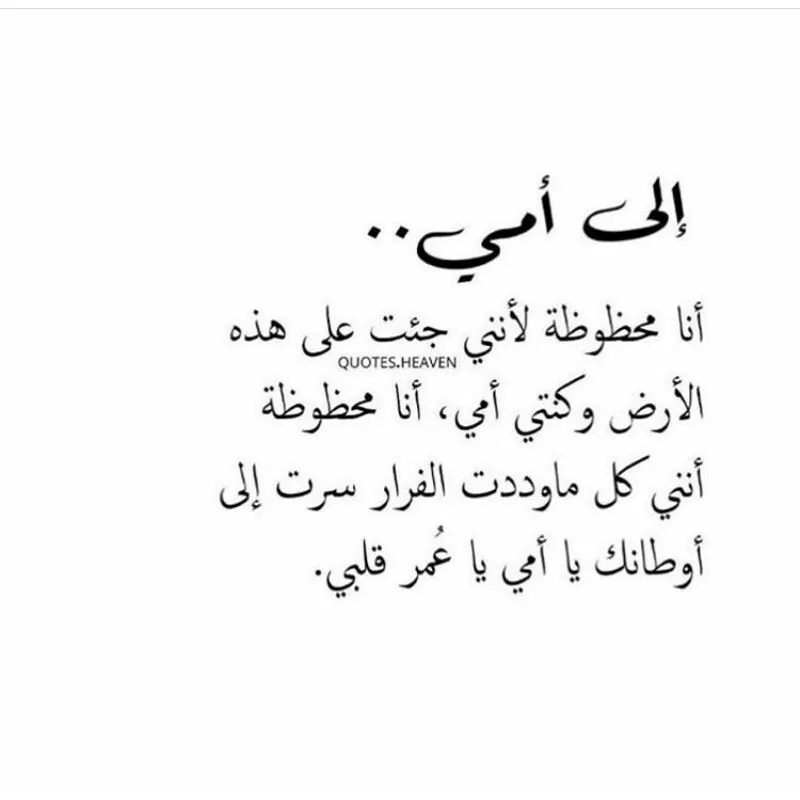 إلى أمي..
أنا محظوظة لأنني جئت على هذه
QUOTES.HEAVEN
الأرض وكنتي أمي، أنا محظوظة
أنني كل ماوددت الفرار سرت إلى
أوطانك يا أمي يا عُمر قلبي.